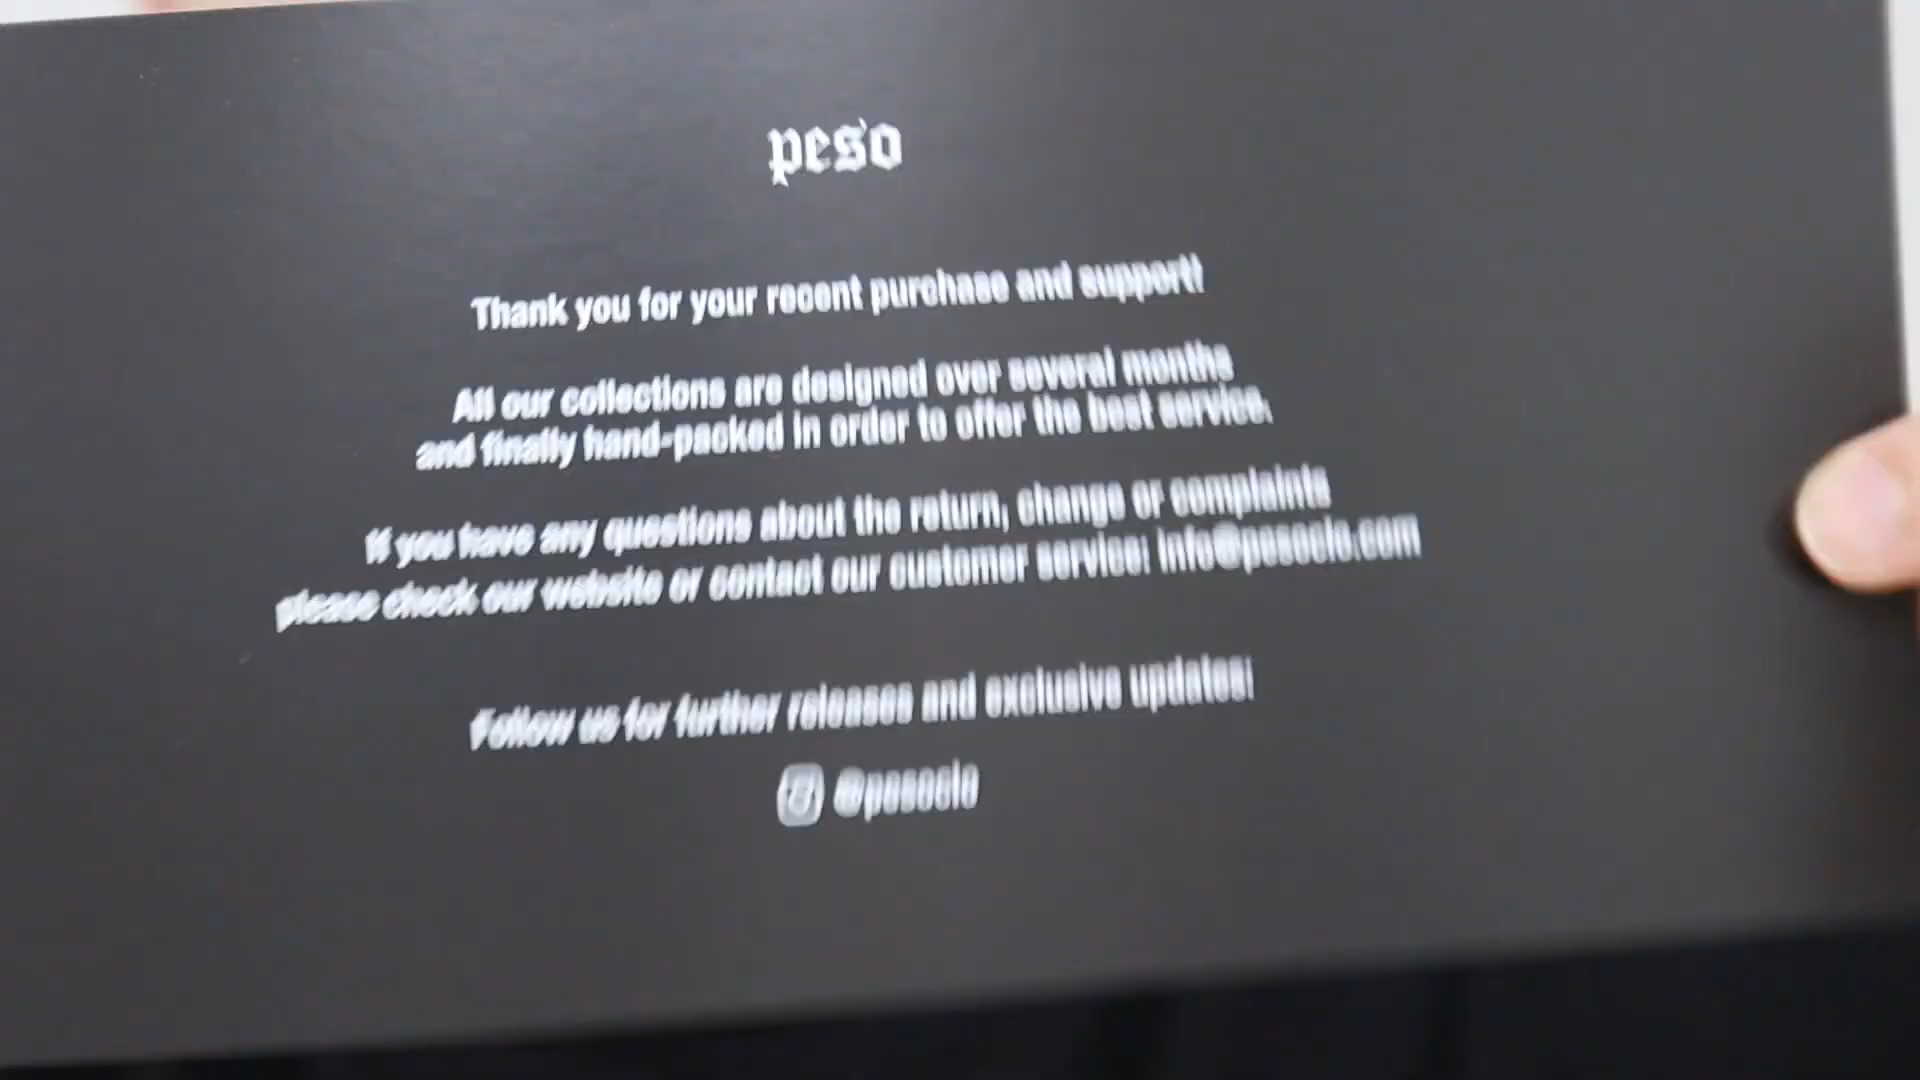 peso
Thank you for your recent purchase and support!
All our collections are designed over several months
and finally hand-packed in order to offer the best service.
If you have any questions about the return, change or complaints
please check our website or contact our customer service: info@pesoclo.com
Follow us for further releases and exclusive updates:
@pesoclo